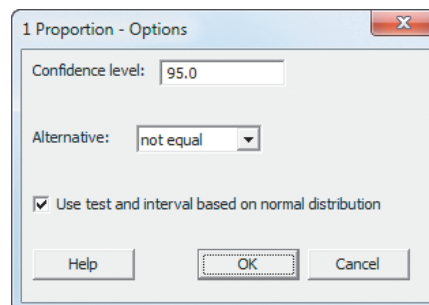 1 Proportion - Options
Confidence level: 95.0
Alternative: not equal
Use test and interval based on normal distribution
Help OK Cancel